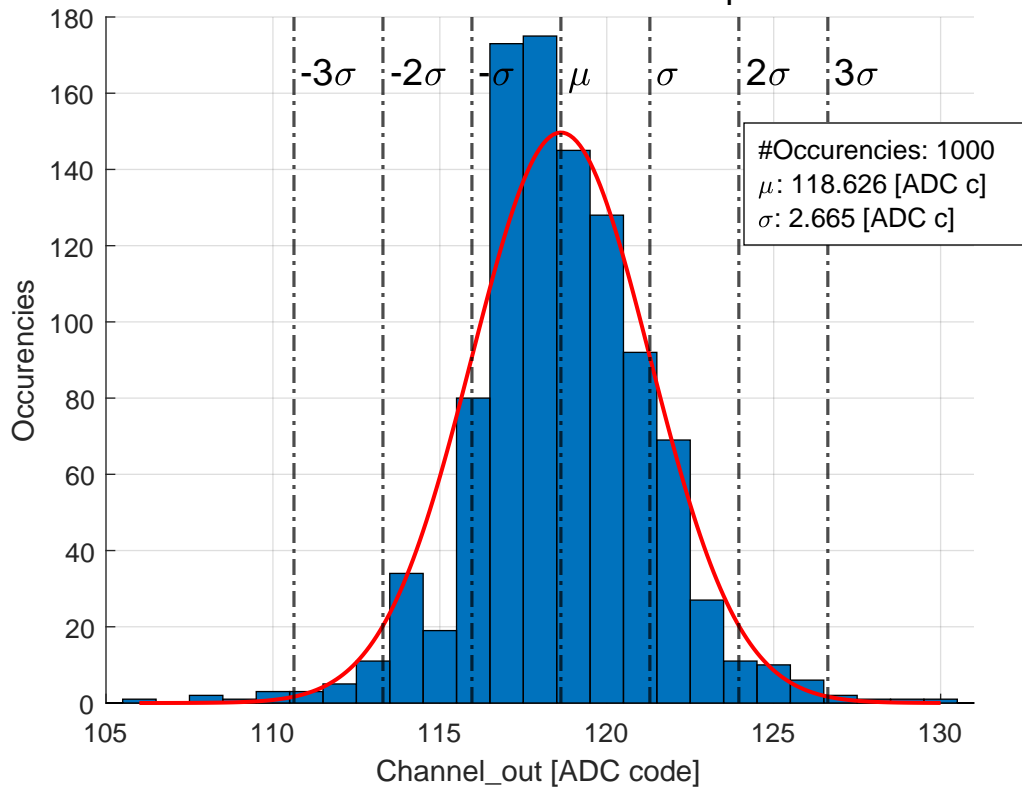 180
160
140
120
100
80
60
40
20
0
Occurencies
-3σ
-2σ
-σ
μ
σ
2σ
3σ
#Occurencies: 1000
μ: 118.626 [ADC c]
σ: 2.665 [ADC c]
105
110
115
120
125
130
Channel_out [ADC code]